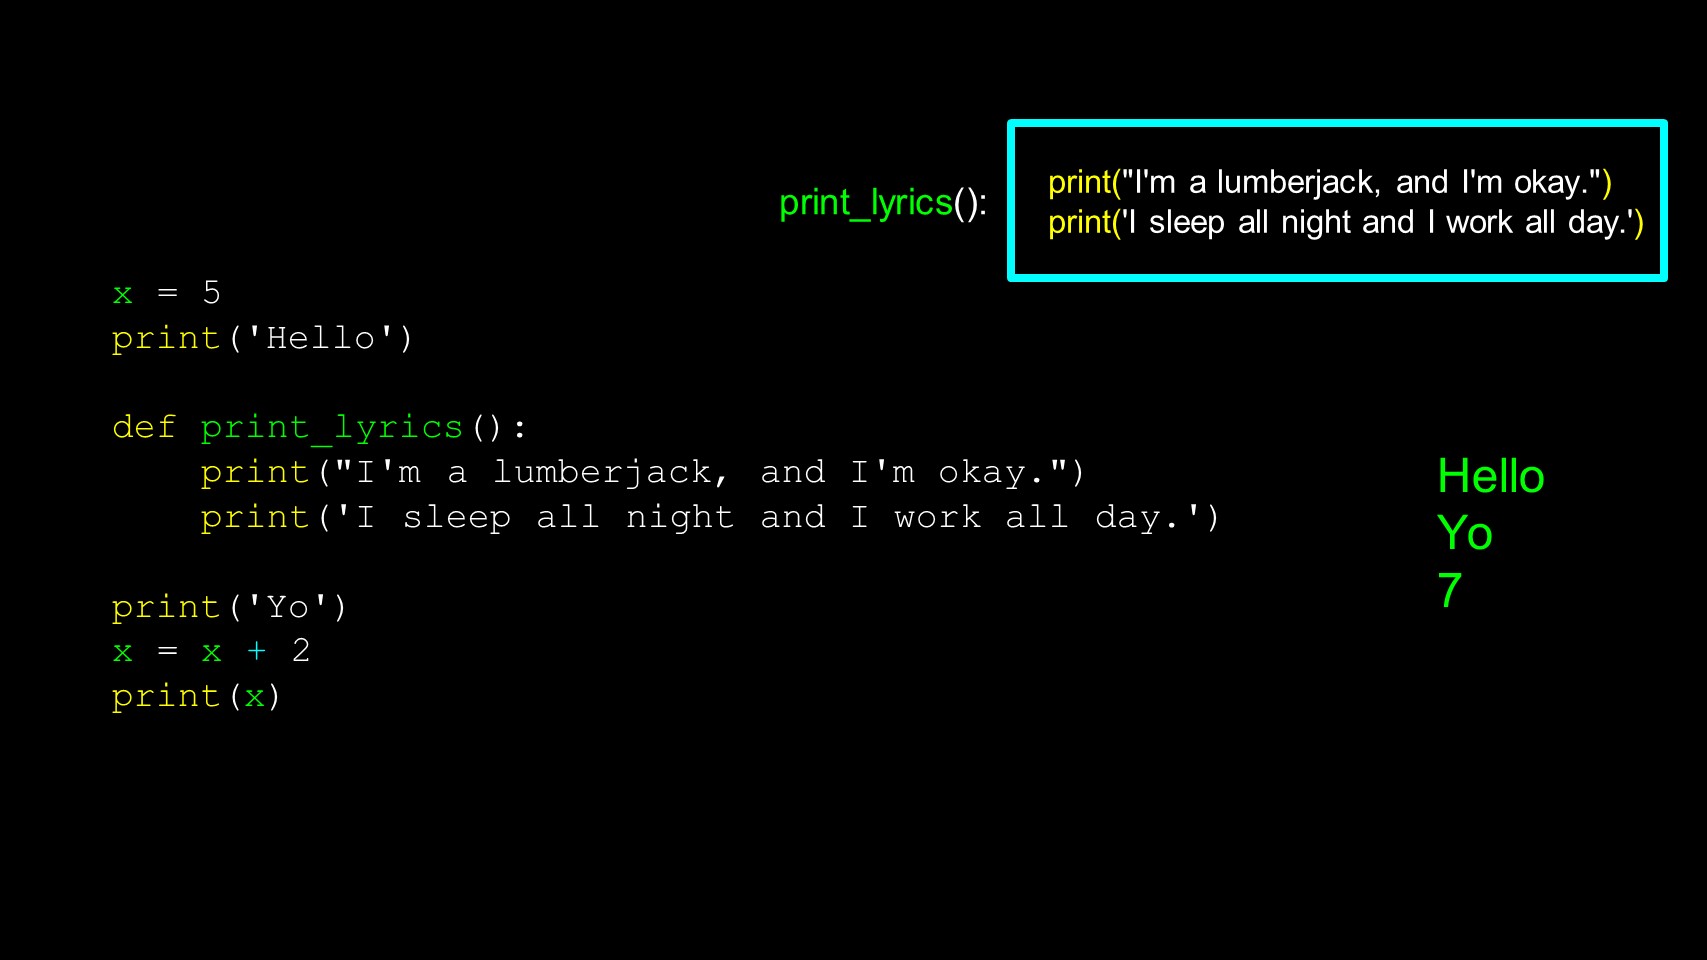 print_lyrics():
print("I'm a lumberjack, and I'm okay.")
print('I sleep all night and I work all day.')
x = 5
print('Hello')
def print_lyrics():
    print("I'm a lumberjack, and I'm okay.")
    print('I sleep all night and I work all day.')
print('Yo')
x = x + 2
print(x)
Hello
Yo
7